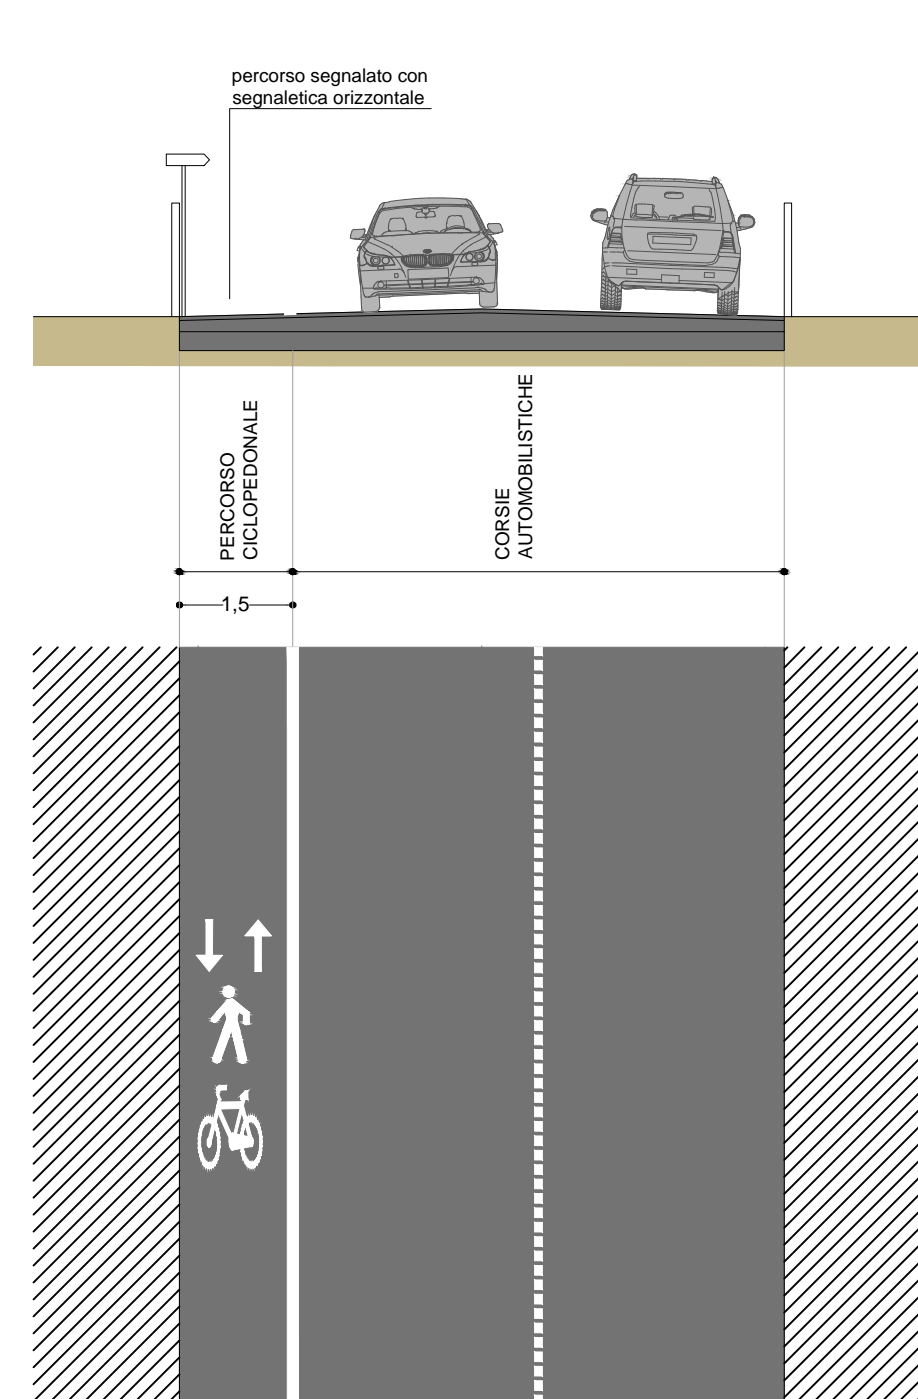 percorso segnalato con
segnaletica orizzontale
PERCORSO
CICLOPEDONALE
CORSIE
AUTOMOBILISTICHE
1,5